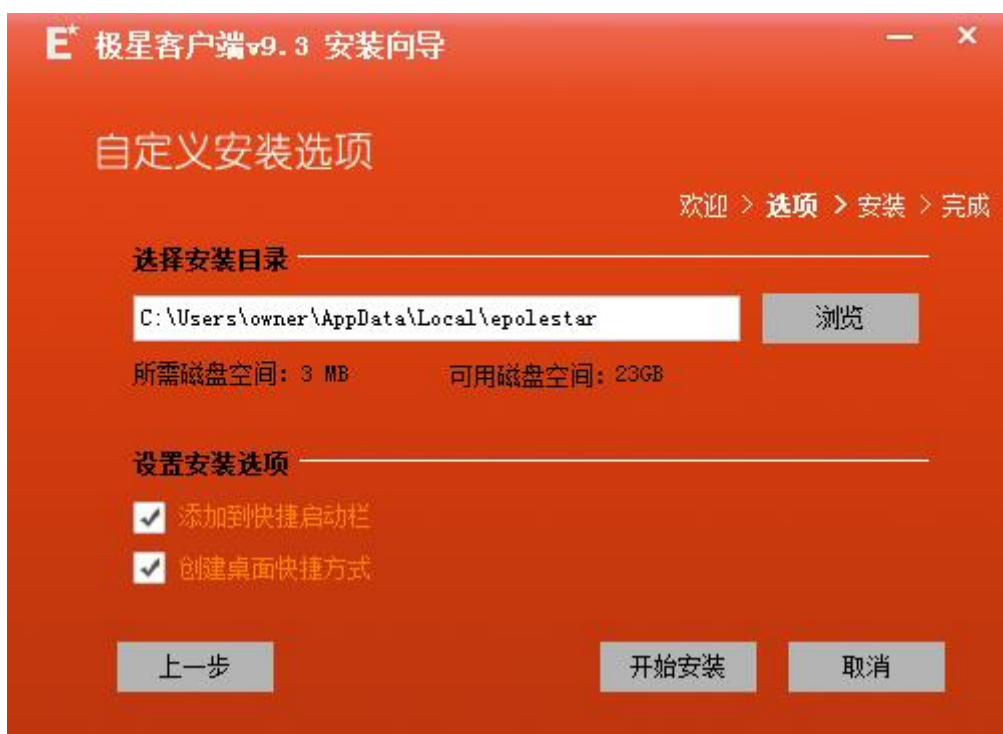 E* 极星客户端v9.3 安装向导
自定义安装选项
欢迎 > 选项 > 安装 > 完成
选择安装目录
C:\Users\owner\AppData\Local\epolestar 浏览
所需磁盘空间: 3 MB 可用磁盘空间: 23GB
设置安装选项
添加到快捷启动栏
创建桌面快捷方式
上一步 开始安装 取消